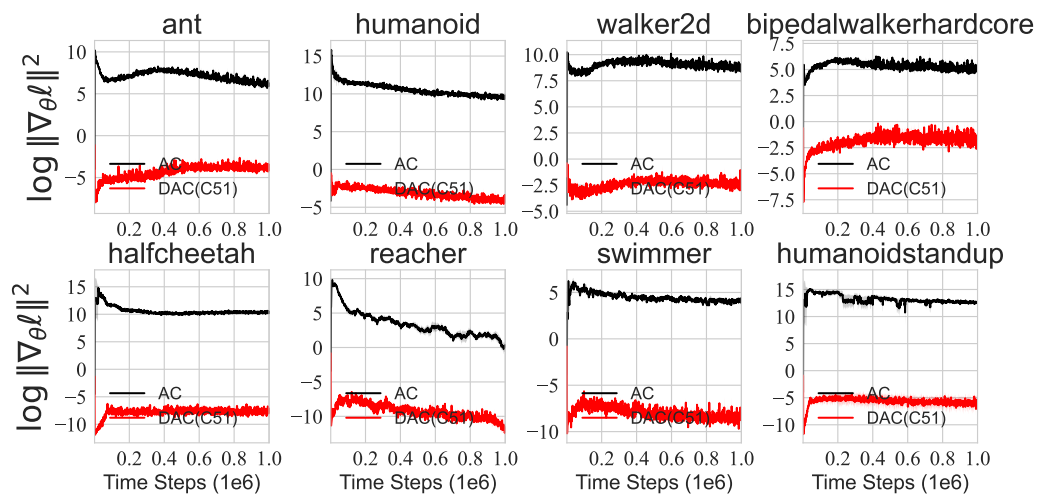 ant
humanoid
walker2d
bipedalwalkerhardcore
log ‖∇θℓ‖²
10
5
0
−5
AC
DAC(C51)
0.2 0.4 0.6 0.8 1.0
15
10
5
0
−5
AC
DAC(C51)
0.2 0.4 0.6 0.8 1.0
10.0
7.5
5.0
2.5
0.0
−2.5
−5.0
AC
DAC(C51)
0.2 0.4 0.6 0.8 1.0
7.5
5.0
2.5
0.0
−2.5
−5.0
−7.5
AC
DAC(C51)
0.2 0.4 0.6 0.8 1.0
halfcheetah
reacher
swimmer
humanoidstandup
log ‖∇θℓ‖²
15
10
5
0
−5
−10
AC
DAC(C51)
0.2 0.4 0.6 0.8 1.0
Time Steps (1e6)
10
5
0
−5
−10
AC
DAC(C51)
0.2 0.4 0.6 0.8 1.0
Time Steps (1e6)
5
0
−5
−10
AC
DAC(C51)
0.2 0.4 0.6 0.8 1.0
Time Steps (1e6)
15
10
5
0
−5
−10
AC
DAC(C51)
0.2 0.4 0.6 0.8 1.0
Time Steps (1e6)